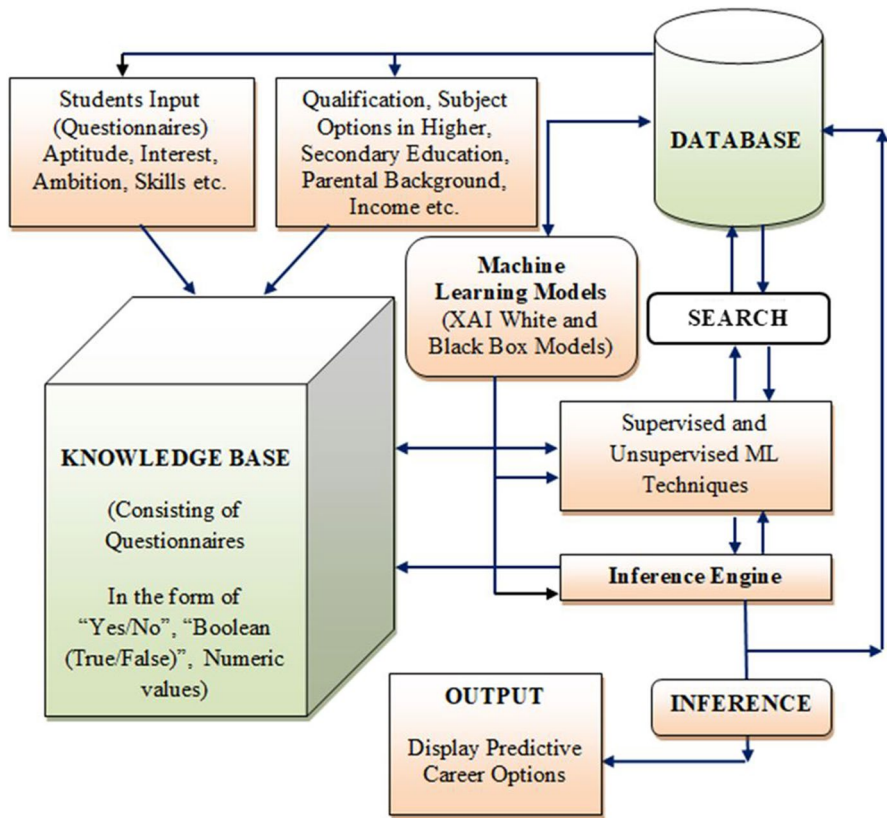 Students Input
(Questionnaires)
Aptitude, Interest,
Ambition, Skills etc.
Qualification, Subject
Options in Higher,
Secondary Education,
Parental Background,
Income etc.
DATABASE
Machine
Learning Models
(XAI White and
Black Box Models)
SEARCH
KNOWLEDGE BASE
(Consisting of
Questionnaires
In the form of
“Yes/No”, “Boolean
(True/False)”, Numeric
values)
Supervised and
Unsupervised ML
Techniques
Inference Engine
INFERENCE
OUTPUT
Display Predictive
Career Options